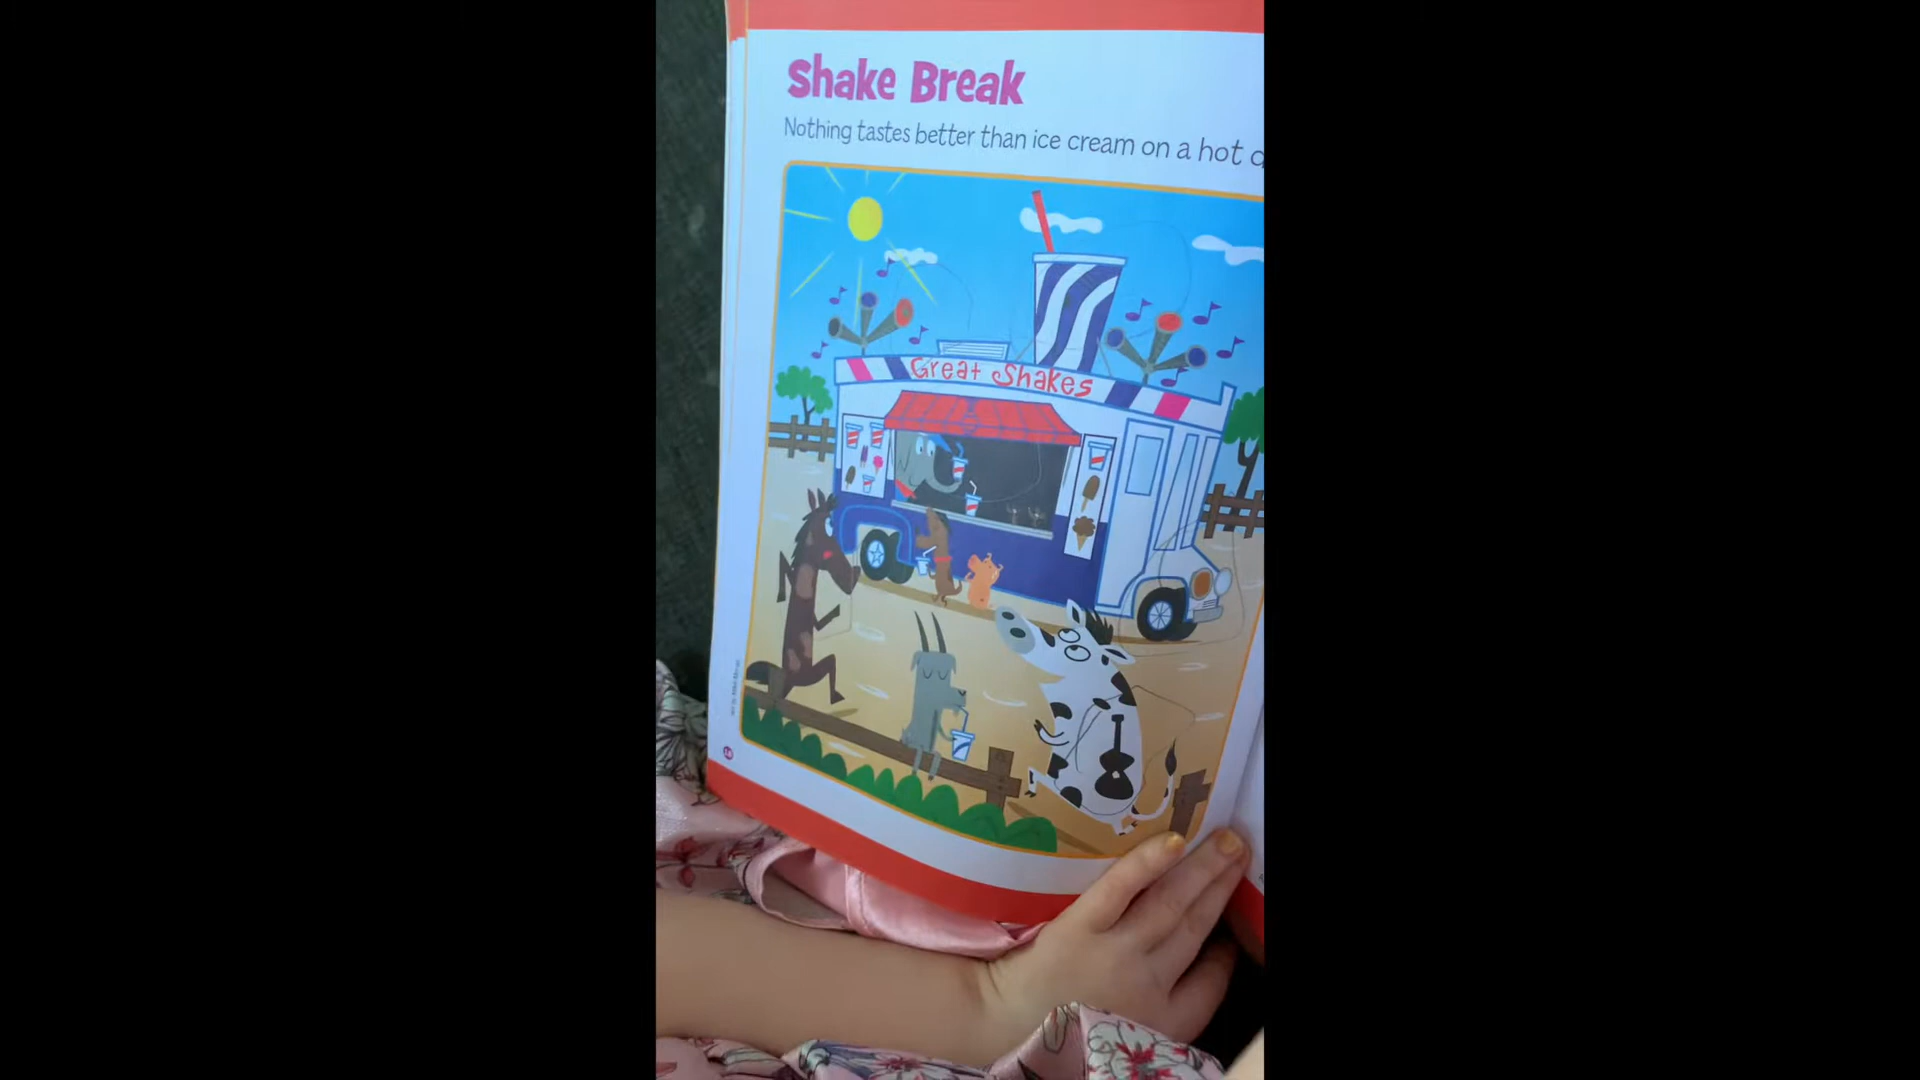 Shake Break
Nothing tastes better than ice cream on a hot
Great Shakes